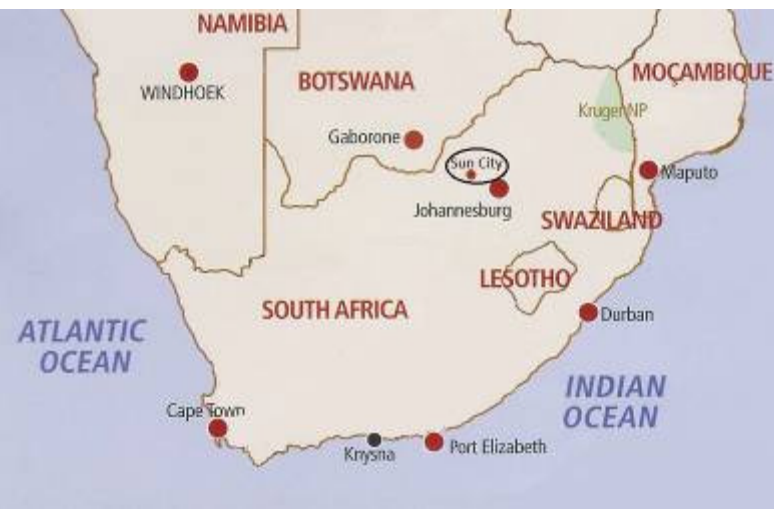 NAMIBIA
WINDHOEK
BOTSWANA
MOÇAMBIQUE
Kruger NP
Gaborone
Sun City
Maputo
Johannesburg
SWAZILAND
LESOTHO
SOUTH AFRICA
Durban
ATLANTIC
OCEAN
INDIAN
OCEAN
Cape Town
Knysna
Port Elizabeth